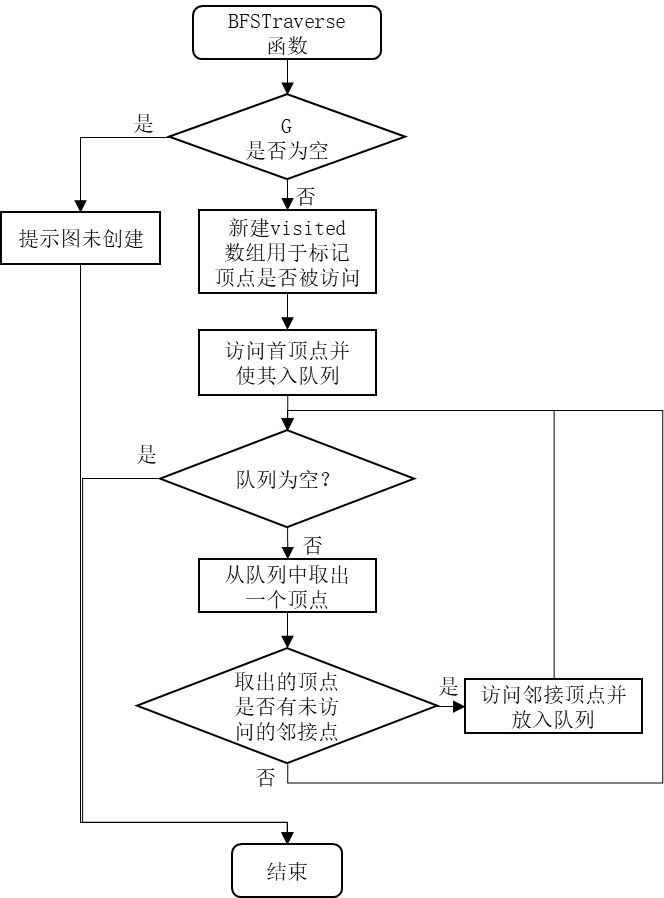 BFSTraverse
函数
是
G
是否为空
否
提示图未创建
新建visited
数组用于标记
顶点是否被访问
访问首顶点并
使其入队列
是
队列为空?
否
从队列中取出
一个顶点
取出的顶点
是否有未访
问的邻接点
是
访问邻接顶点并
放入队列
否
结束